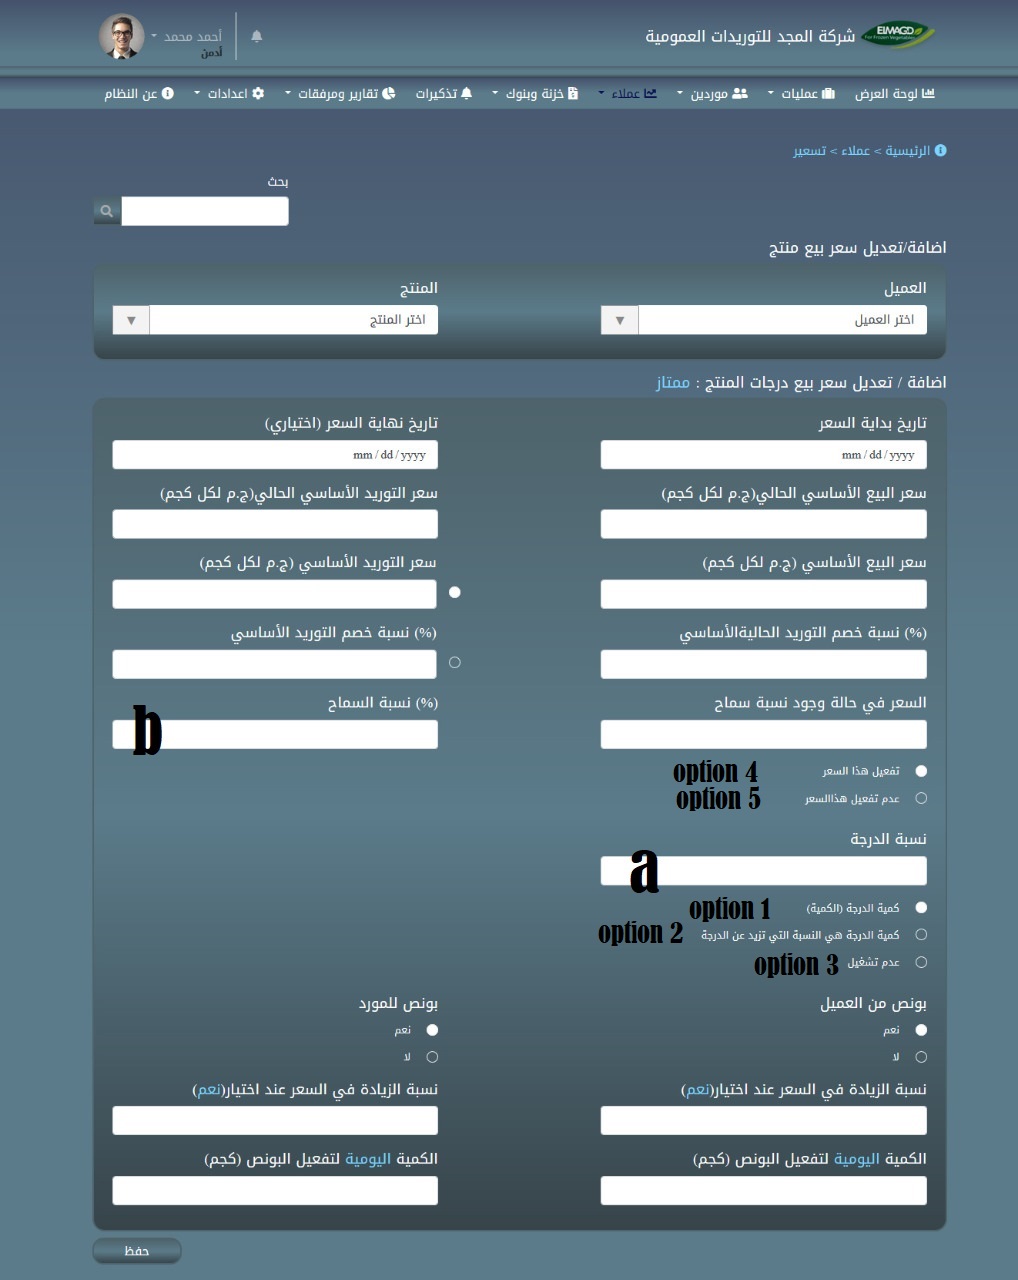 شركة المجد للتوريدات العمومية
ElMAGD
For Frozen Vegetables
أحمد محمد
أدمن
لوحة العرض
عمليات
موردين
عملاء
خزنة وبنوك
تذكيرات
تقارير ومرفقات
اعدادات
عن النظام
الرئيسية > عملاء > تسعير
بحث
اضافة/تعديل سعر بيع منتج
العميل
المنتج
اختر العميل
اختر المنتج
اضافة / تعديل سعر بيع درجات المنتج : ممتاز
تاريخ بداية السعر
تاريخ نهاية السعر (اختياري)
mm / dd / yyyy
mm / dd / yyyy
سعر البيع الأساسي الحالي(ج.م لكل كجم)
سعر التوريد الأساسي الحالي(ج.م لكل كجم)
سعر البيع الأساسي (ج.م لكل كجم)
سعر التوريد الأساسي (ج.م لكل كجم)
(%) نسبة خصم التوريد الحاليةالأساسي
(%) نسبة خصم التوريد الأساسي
السعر في حالة وجود نسبة سماح
(%) نسبة السماح
b
تفعيل هذا السعر
option 4
عدم تفعيل هذاالسعر
option 5
نسبة الدرجة
a
كمية الدرجة (الكمية)
option 1
كمية الدرجة هي النسبة التي تزيد عن الدرجة
option 2
عدم تشغيل
option 3
بونص من العميل
بونص للمورد
نعم
نعم
لا
لا
نسبة الزيادة في السعر عند اختيار(نعم)
نسبة الزيادة في السعر عند اختيار(نعم)
الكمية اليومية لتفعيل البونص (كجم)
الكمية اليومية لتفعيل البونص (كجم)
حفظ